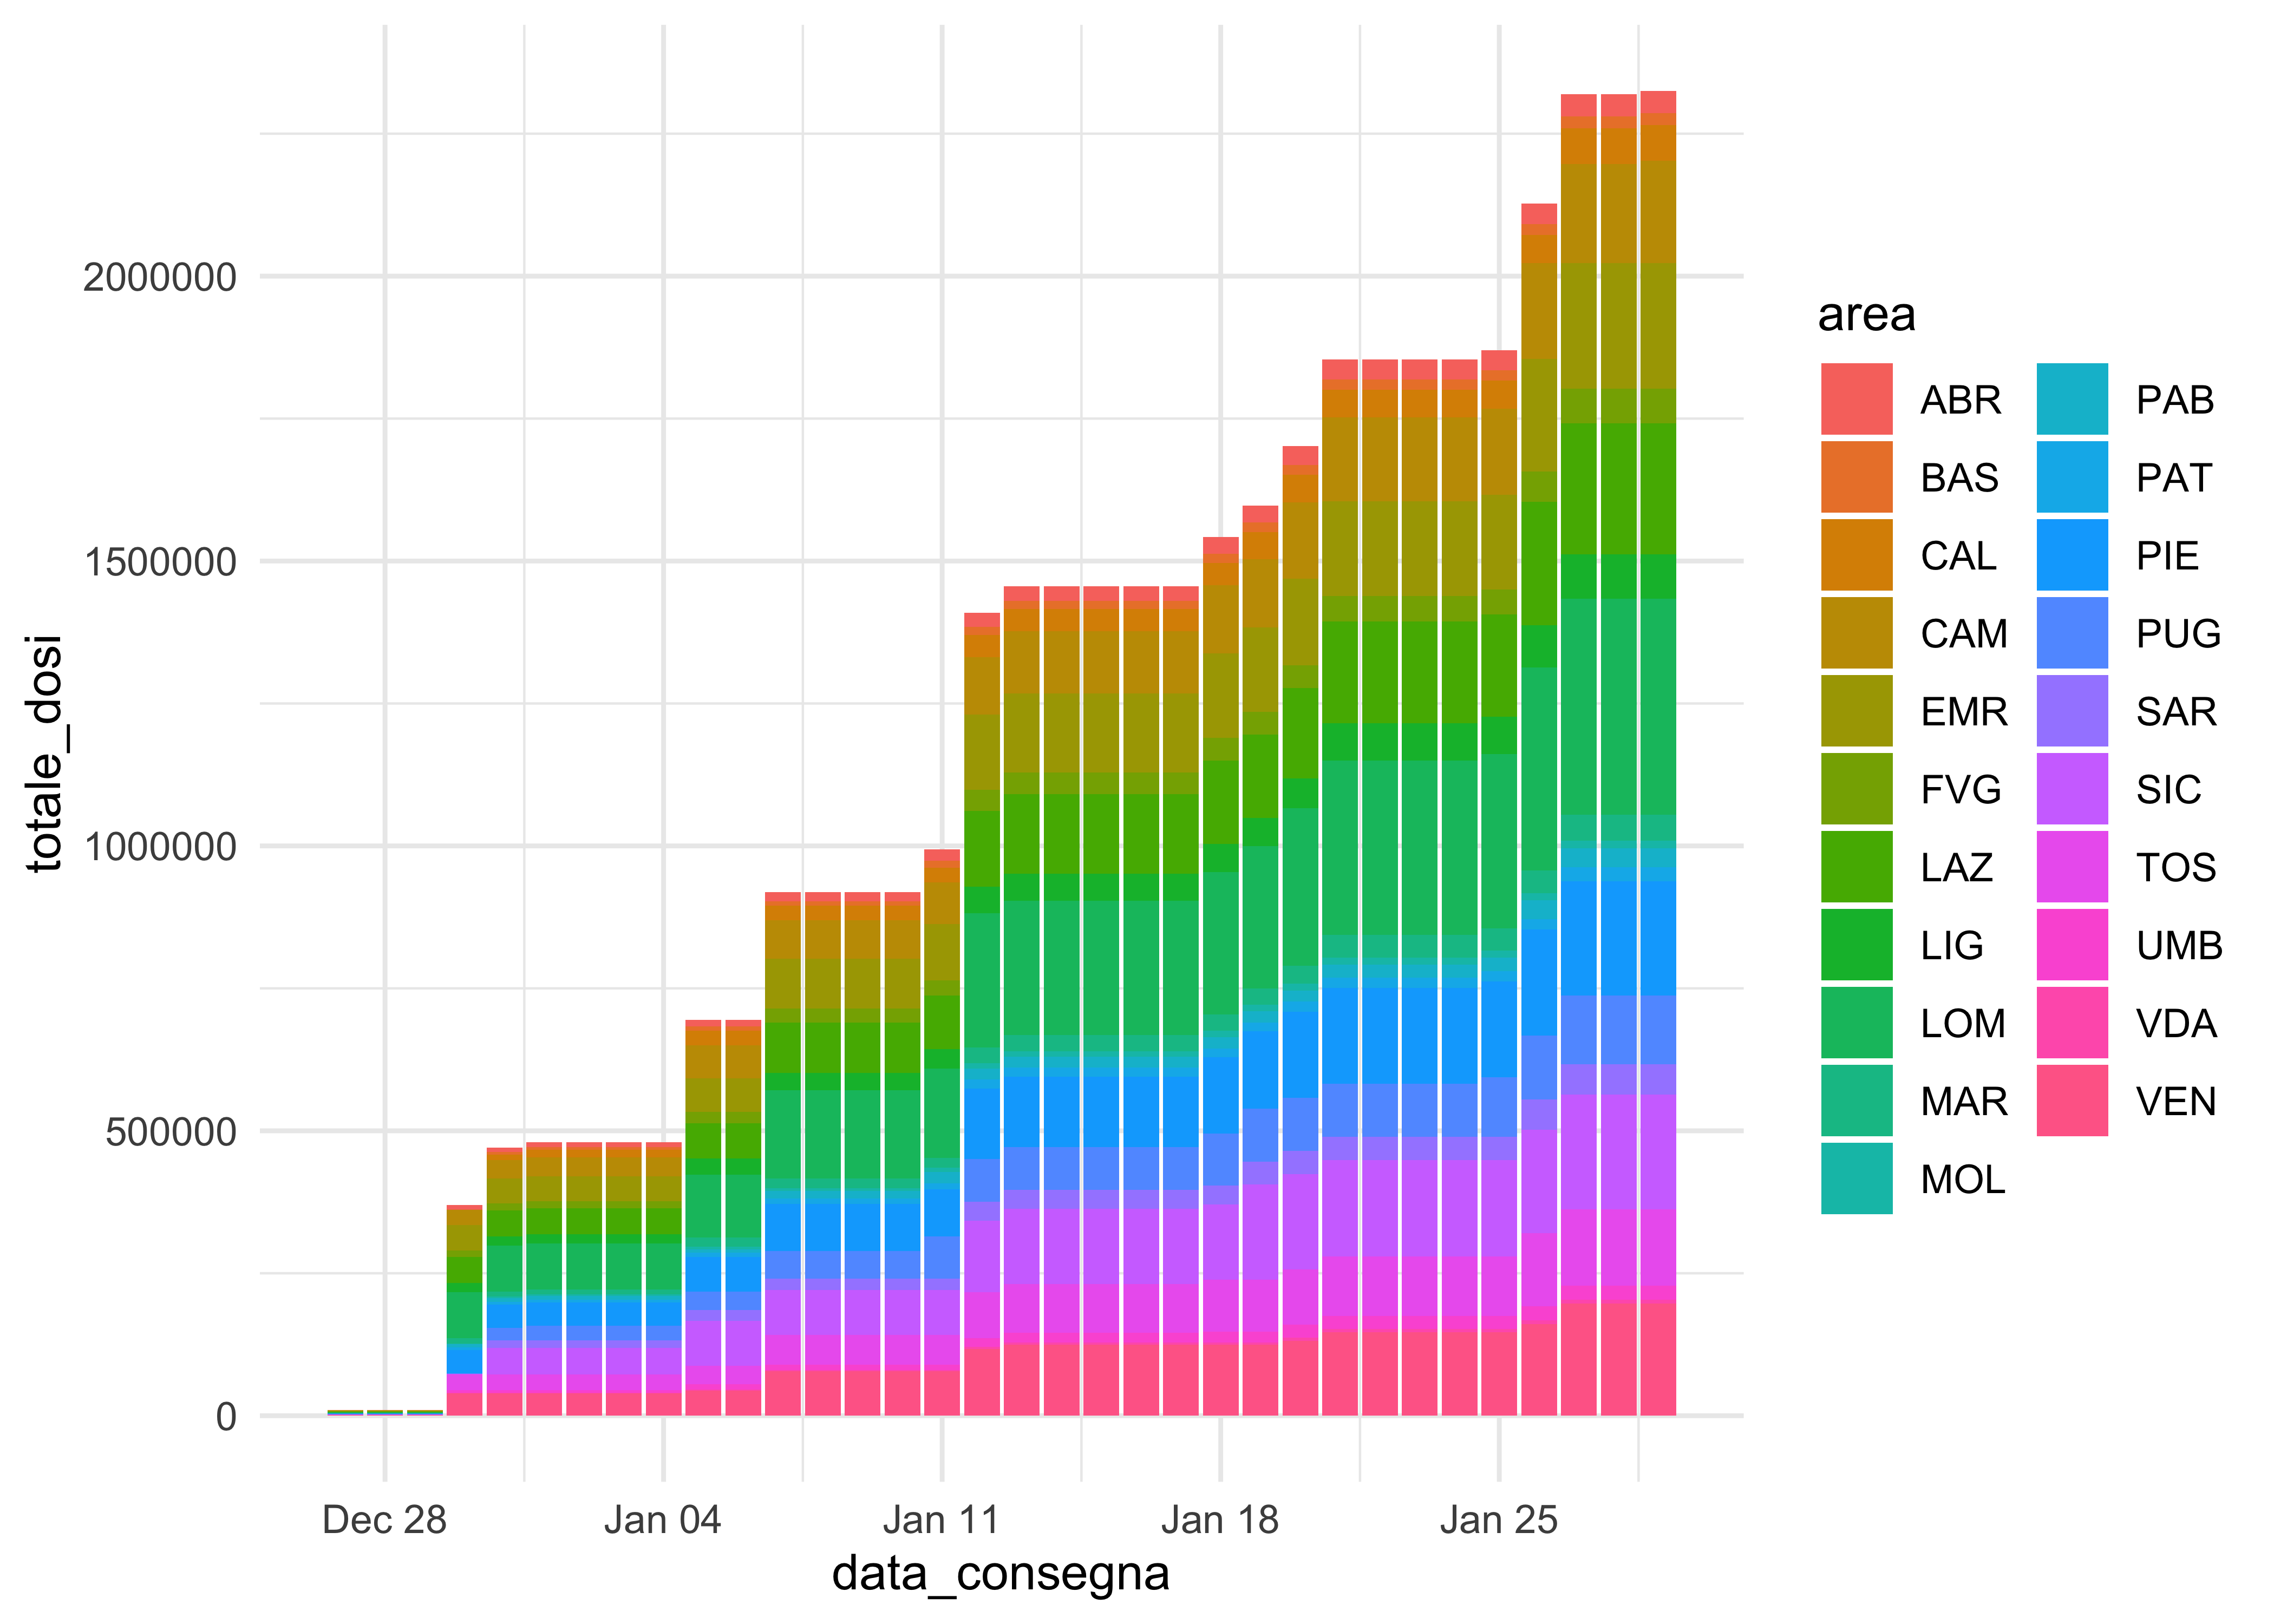 totale_dosi
2000000
1500000
1000000
500000
0
Dec 28
Jan 04
Jan 11
Jan 18
Jan 25
data_consegna
area
ABR
BAS
CAL
CAM
EMR
FVG
LAZ
LIG
LOM
MAR
MOL
PAB
PAT
PIE
PUG
SAR
SIC
TOS
UMB
VDA
VEN